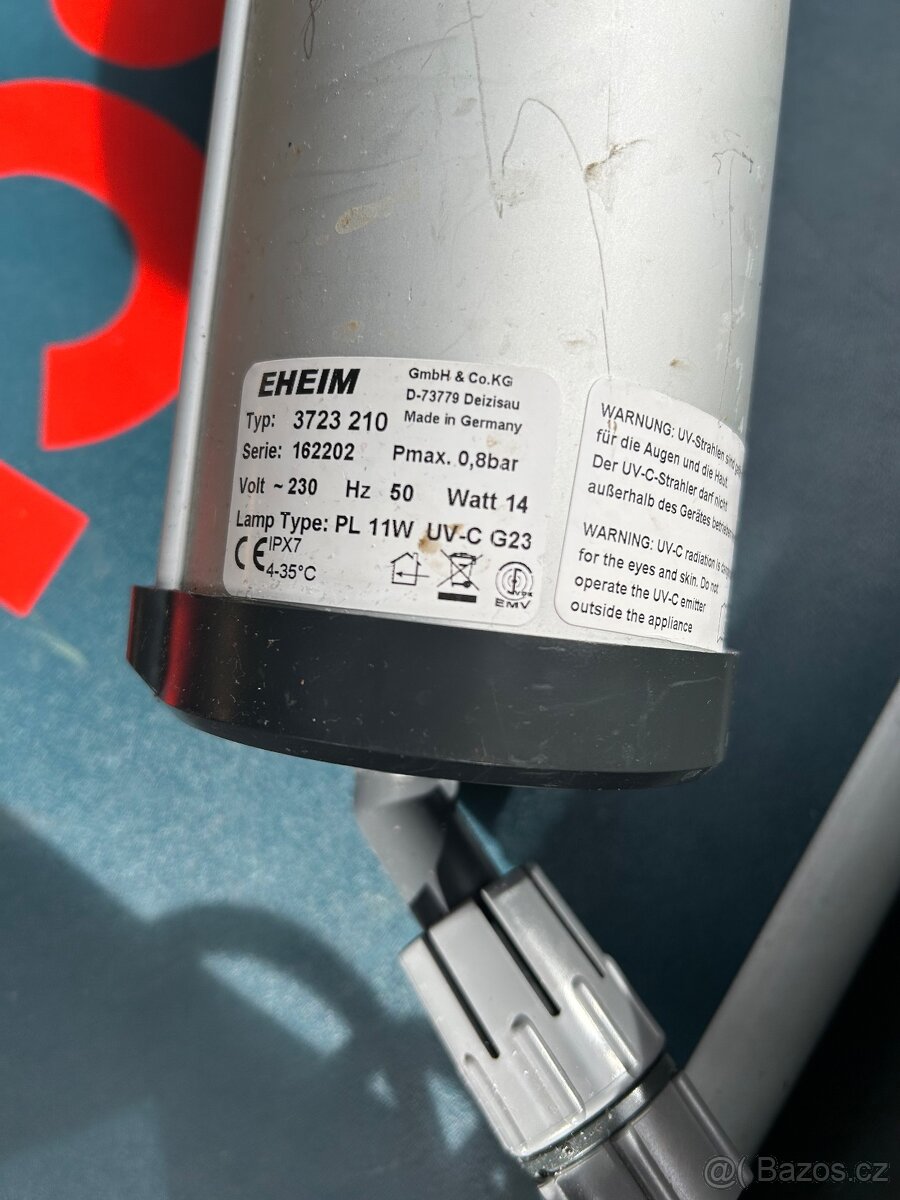 EHEIM
GmbH & Co.KG
D-73779 Deizisau
Made in Germany
Typ: 3723 210
Serie: 162202 Pmax. 0,8bar
Volt ~ 230 Hz 50 Watt 14
Lamp Type: PL 11W UV-C G23
CE IPX7
4-35°C
VDE
EMV
WARNUNG: UV-Strahlen sind
für die Augen und die Haut.
Der UV-C-Strahler darf nicht
außerhalb des Gerätes betrieben
WARNING: UV-C radiation is
for the eyes and skin. Do not
operate the UV-C emitter
outside the appliance
@( Bazos.cz